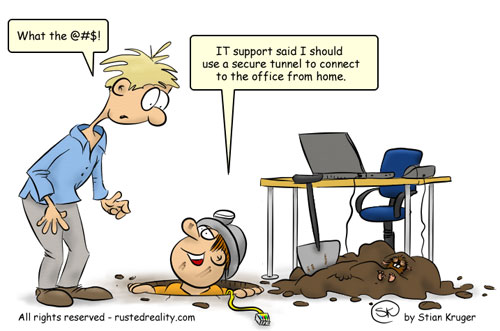 What the @#$!
IT support said I should
use a secure tunnel to connect
to the office from home.
All rights reserved - rustedreality.com
SK
by Stian Kruger